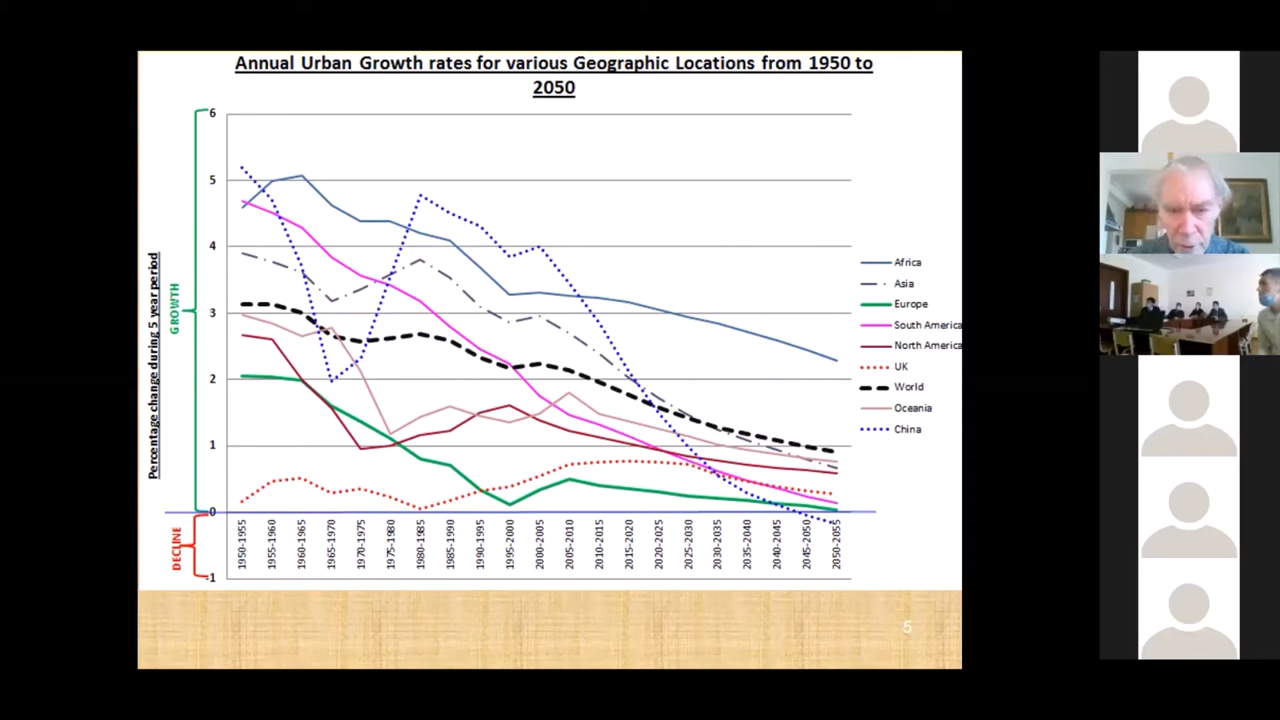 Annual Urban Growth rates for various Geographic Locations from 1950 to
2050
Percentage change during 5 year period
GROWTH
DECLINE
6
5
4
3
2
1
0
-1
1950-1955
1955-1960
1960-1965
1965-1970
1970-1975
1975-1980
1980-1985
1985-1990
1990-1995
1995-2000
2000-2005
2005-2010
2010-2015
2015-2020
2020-2025
2025-2030
2030-2035
2035-2040
2040-2045
2045-2050
2050-2055
Africa
Asia
Europe
South America
North America
UK
World
Oceania
China
5